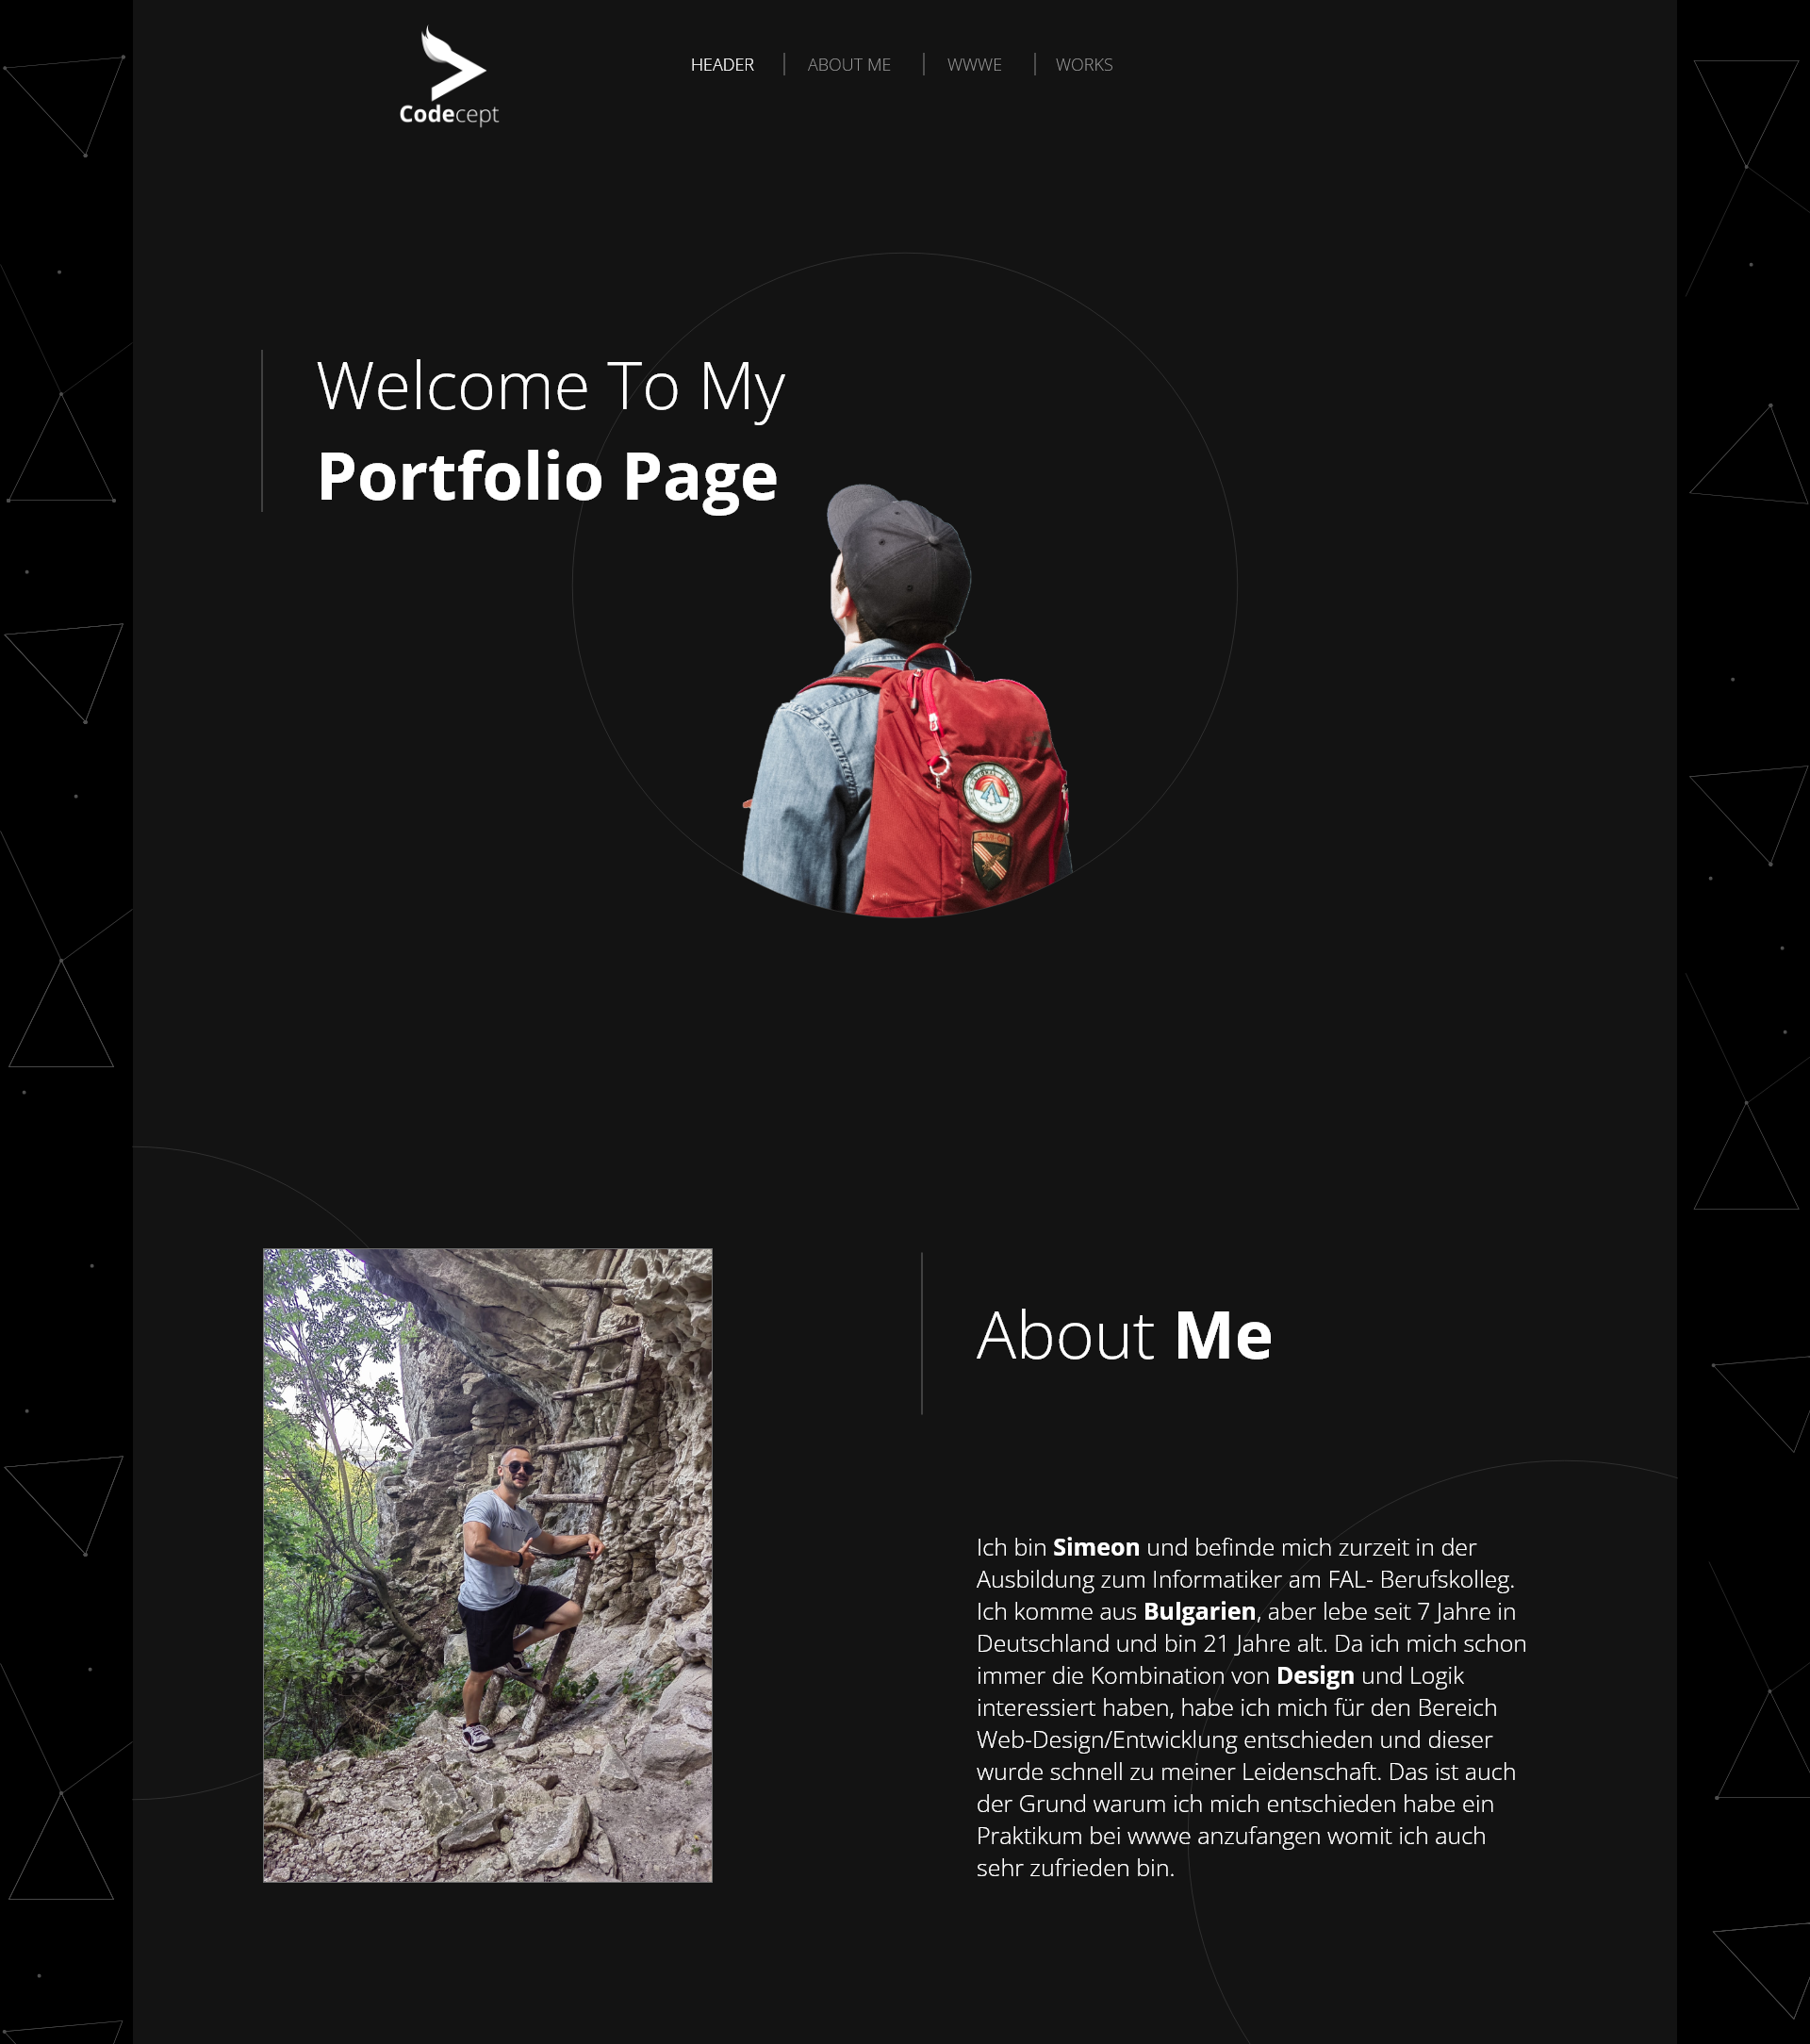 Codecept
HEADER
ABOUT ME
WWWE
WORKS
Welcome To My
Portfolio Page
About Me
Ich bin Simeon und befinde mich zurzeit in der
Ausbildung zum Informatiker am FAL- Berufskolleg.
Ich komme aus Bulgarien, aber lebe seit 7 Jahre in
Deutschland und bin 21 Jahre alt. Da ich mich schon
immer die Kombination von Design und Logik
interessiert haben, habe ich mich für den Bereich
Web-Design/Entwicklung entschieden und dieser
wurde schnell zu meiner Leidenschaft. Das ist auch
der Grund warum ich mich entschieden habe ein
Praktikum bei wwwe anzufangen womit ich auch
sehr zufrieden bin.